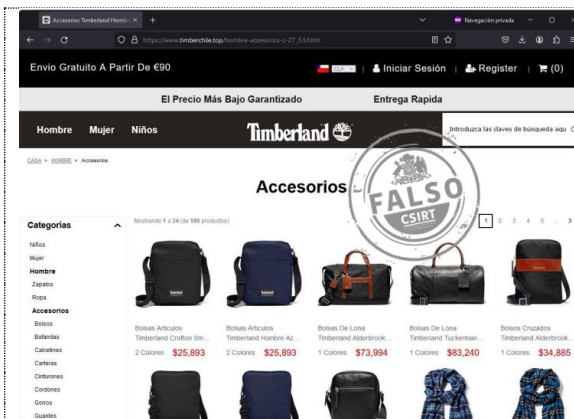 Accesorios Timberland Hombre
Navegación privada
https://www.timberchile.top/hombre-accesorios-c-27_53.html
Envio Gratuito A Partir De €90
CLP
Iniciar Sesión
Register
(0)
El Precio Más Bajo Garantizado
Entrega Rapida
Hombre
Mujer
Niños
Timberland
Introduzca las claves de búsqueda aqu
CASA > HOMBRE > Accesorios
Accesorios
FALSO
CSIRT
Categorias
Mostrando 1 a 24 (de 166 productos)
1 2 3 4 5 ... >
Niños
Mujer
Hombre
Zapatos
Ropa
Accesorios
Bolsos
Bufandas
Calcetines
Carteras
Cinturones
Cordones
Gorros
Guantes
Bolsas Articulos
Timberland Crofton Sm...
2 Colores $25,893
Bolsas Articulos
Timberland Hombre Az...
2 Colores $25,893
Bolsas De Lona
Timberland Alderbrook...
1 Colores $73,994
Bolsas De Lona
Timberland Tuckerman...
1 Colores $83,240
Bolsos Cruzados
Timberland Alderbrook...
1 Colores $34,885